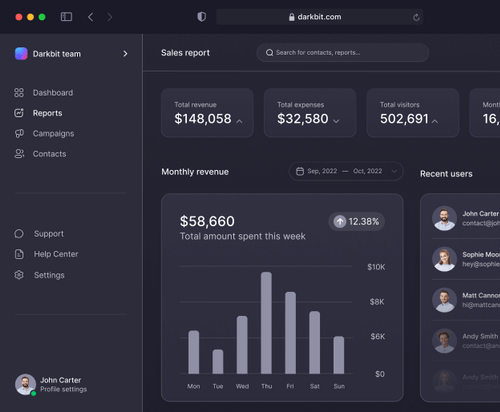 darkbit.com
Darkbit team
Dashboard
Reports
Campaigns
Contacts
Support
Help Center
Settings
John Carter
Profile settings
Sales report
Search for contacts, reports...
Total revenue
$148,058
Total expenses
$32,580
Total visitors
502,691
Mont
16,
Monthly revenue
Sep, 2022 — Oct, 2022
$58,660
Total amount spent this week
12.38%
$10K
$8K
$6K
$0
Mon Tue Wed Thu Fri Sat Sun
Recent users
John Carter
contact@joh
Sophie Moo
hey@sophie
Matt Cannon
hi@mattcann
Andy Smith
contact@and
Andy Smith